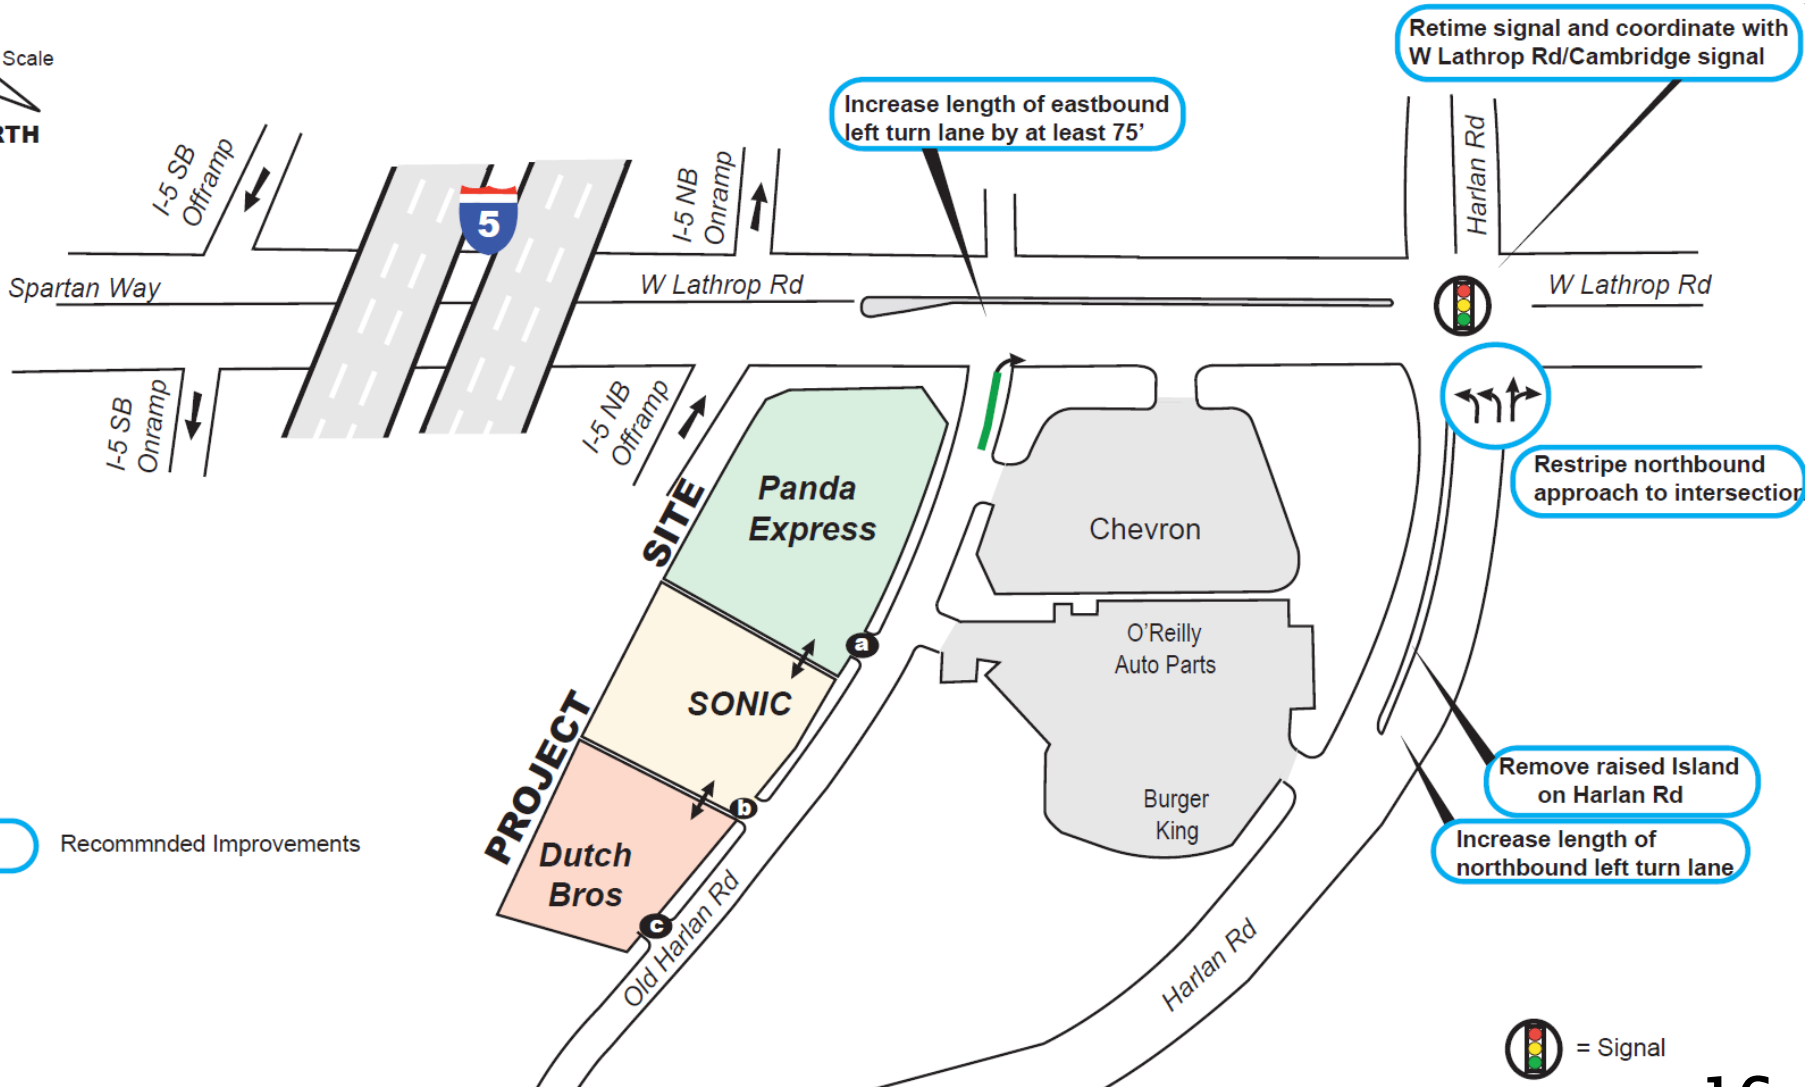 Scale
RTH
Retime signal and coordinate with
W Lathrop Rd/Cambridge signal
Increase length of eastbound
left turn lane by at least 75’
I-5 SB
Offramp
5
I-5 NB
Onramp
Harlan Rd
Spartan Way
W Lathrop Rd
W Lathrop Rd
I-5 SB
Onramp
I-5 NB
Offramp
Restripe northbound
approach to intersection
PROJECT SITE
Panda
Express
Chevron
O’Reilly
Auto Parts
a
SONIC
b
Burger
King
Remove raised Island
on Harlan Rd
Increase length of
northbound left turn lane
Recommnded Improvements
Dutch
Bros
c
Old Harlan Rd
Harlan Rd
= Signal
16